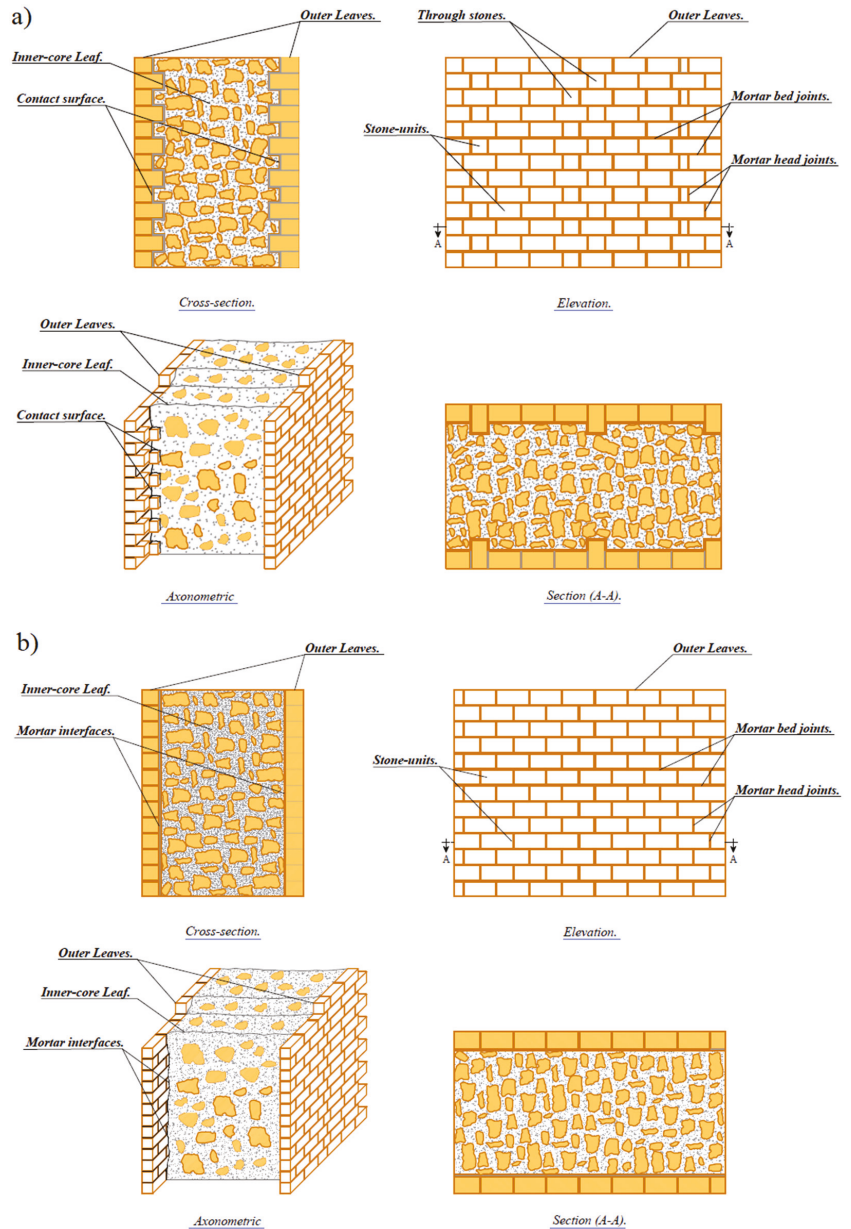 a)
Outer Leaves.
Through stones.
Outer Leaves.
Inner-core Leaf.
Contact surface.
Mortar bed joints.
Stone-units.
Mortar head joints.
A
A
Cross-section.
Elevation.
Outer Leaves.
Inner-core Leaf.
Contact surface.
Axonometric
Section (A-A).
b)
Outer Leaves.
Outer Leaves.
Inner-core Leaf.
Mortar interfaces.
Mortar bed joints.
Stone-units.
Mortar head joints.
A
A
Cross-section.
Elevation.
Outer Leaves.
Inner-core Leaf.
Mortar interfaces.
Axonometric
Section (A-A).